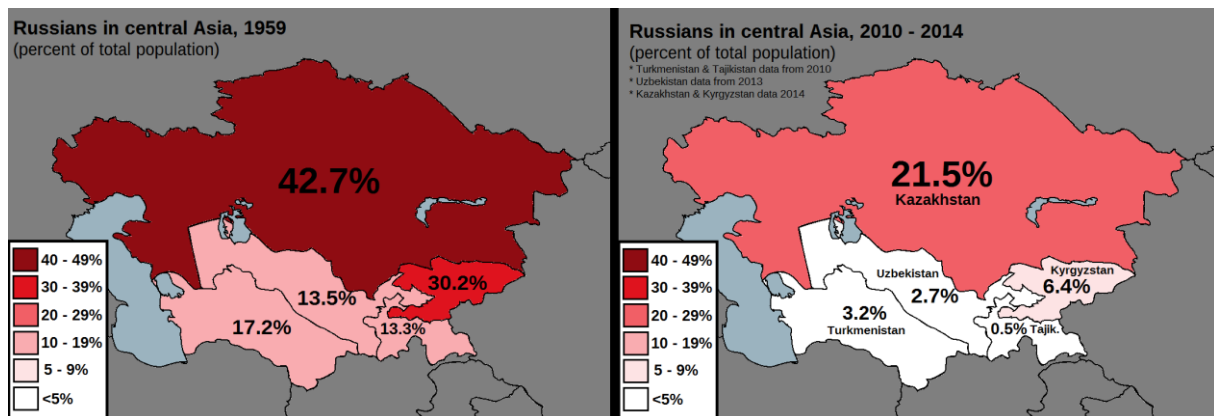 Russians in central Asia, 1959
(percent of total population)
42.7%
30.2%
13.5%
17.2%
13.3%
40 - 49%
30 - 39%
20 - 29%
10 - 19%
5 - 9%
<5%
Russians in central Asia, 2010 - 2014
(percent of total population)
* Turkmenistan & Tajikistan data from 2010
* Uzbekistan data from 2013
* Kazakhstan & Kyrgyzstan data 2014
21.5%
Kazakhstan
Kyrgyzstan
6.4%
Uzbekistan
2.7%
3.2%
Turkmenistan
0.5% Tajik.
40 - 49%
30 - 39%
20 - 29%
10 - 19%
5 - 9%
<5%